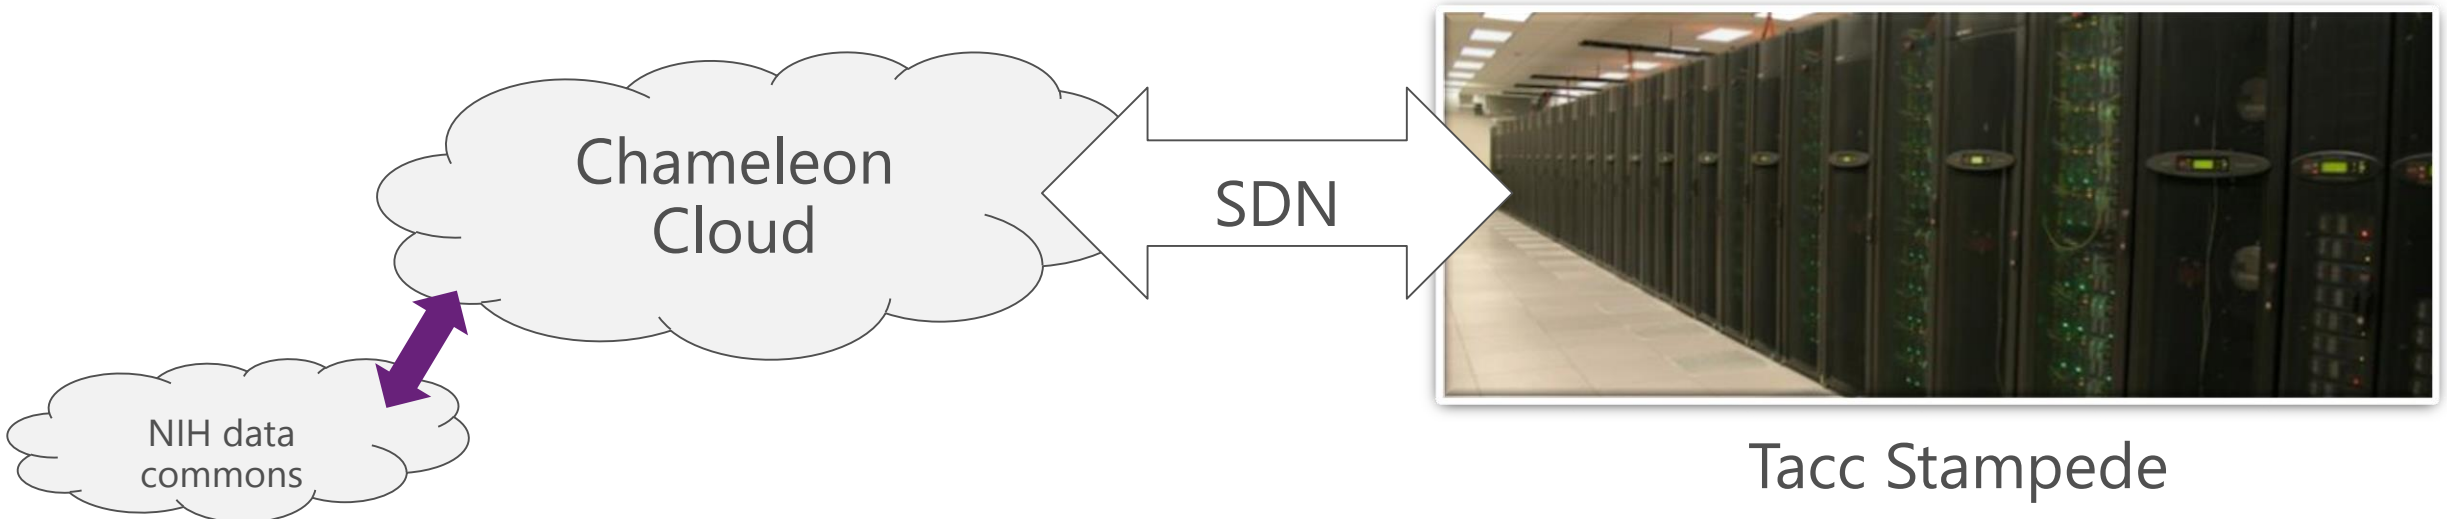 Chameleon
Cloud
SDN
NIH data
commons
Tacc Stampede